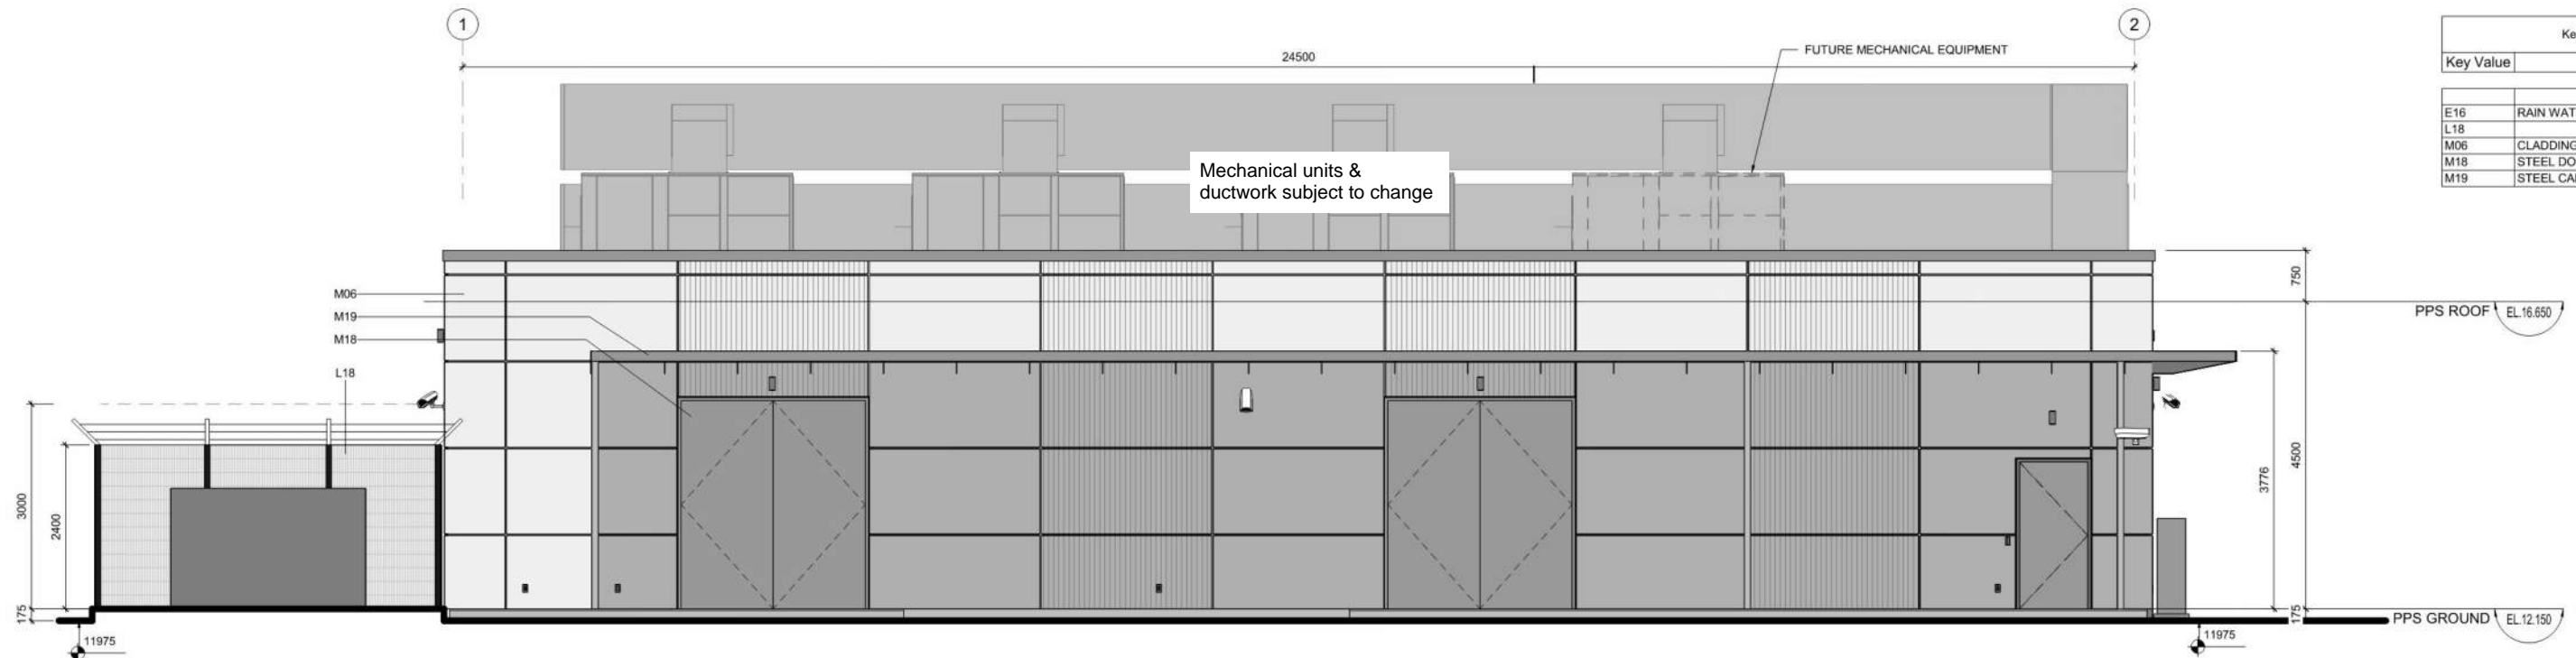 1
2
24500
FUTURE MECHANICAL EQUIPMENT
Key Value
E16
L18
M06
M18
M19
Mechanical units &
ductwork subject to change
M06
M19
M18
L18
750
PPS ROOF EL.16.650
3000
2400
4500
3776
175
175
PPS GROUND EL.12.150
11975
11975
RAIN WAT
CLADDING
STEEL DO
STEEL CA
Ke